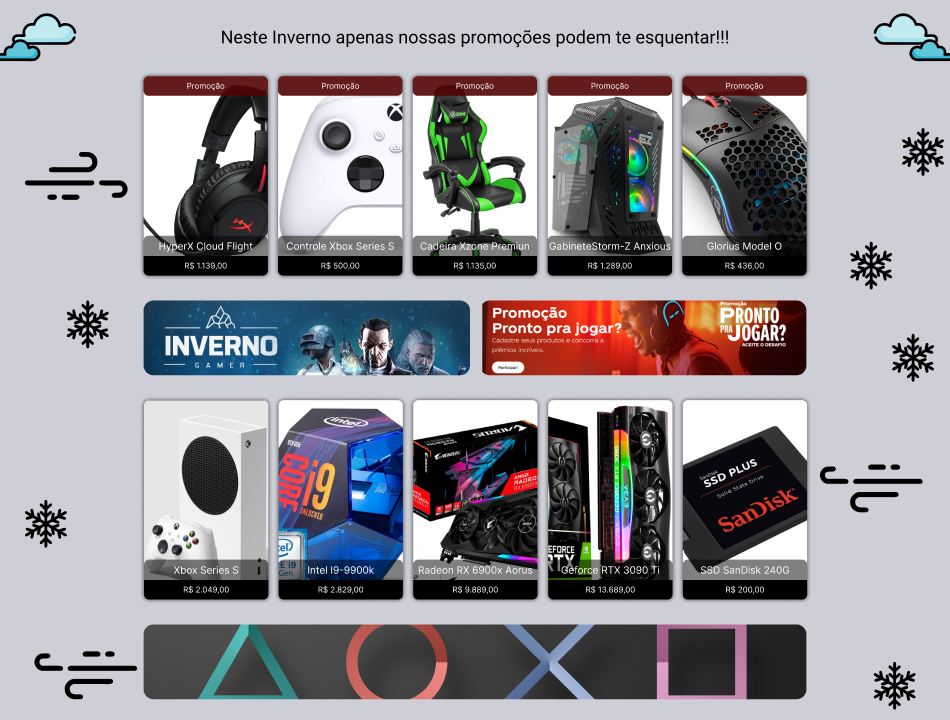 Neste Inverno apenas nossas promoções podem te esquentar!!!
Promoção
Promoção
Promoção
Promoção
Promoção
HyperX Cloud Flight
Controle Xbox Series S
Cadeira Xzone Premiun
GabineteStorm-Z Anxious
Glorius Model O
R$ 1.139,00
R$ 500,00
R$ 1.135,00
R$ 1.289,00
R$ 436,00
INVERNO
GAMER
Promoção
Pronto pra jogar?
Cadastre seus produtos e concorra a
prêmios incríveis.
Participar!
Promoção
PRONTO
PRA JOGAR?
ACEITE O DESAFIO
intel
CORE i9
UNLOCKED
AORUS
RADEON
GEFORCE RTX
EVGA
SanDisk
SSD PLUS
Solid State Drive
SanDisk
Xbox Series S
Intel I9-9900k
Radeon RX 6900x Aorus
Geforce RTX 3090 Ti
SSD SanDisk 240G
R$ 2.049,00
R$ 2.829,00
R$ 9.889,00
R$ 13.689,00
R$ 200,00